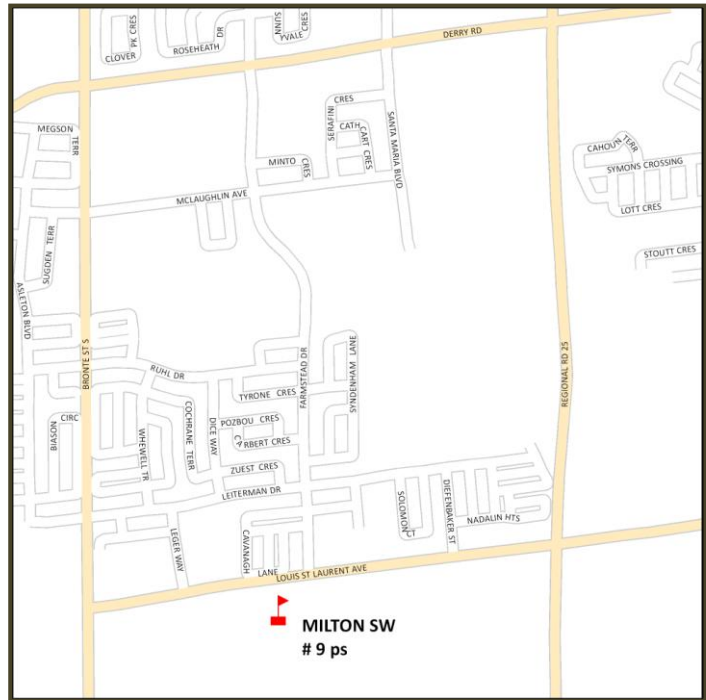 CLOVER
PK CRES
ROSEHEATH
DR
SUNN
YVALE
CRES
DERRY RD
MEGSON
TERR
SERAFINI
CRES
CATH
CART CRES
SANTA MARIA BLVD
MINTO
CRES
MCLAUGHLIN AVE
CAHOUN
TERR
SYMONS CROSSING
LOTT CRES
STOUTT CRES
SUGDEN TERR
ASLETON BLVD
BRONTE ST S
RUHL DR
FARMSTEAD DR
SYNDENHAM LANE
REGIONAL RD 25
TYRONE CRES
CIRC
BIASON
WHEWELL TR
COCHRANE TERR
DICE WAY
POZBOU CRES
CA
RBERT CRES
ZUEST CRES
LEITERMAN DR
SOLOMON
CT
DIEFENBAKER ST
NADALIN HTS
LEGER WAY
CAVANAGH
LANE
LOUIS ST LAURENT AVE
MILTON SW
# 9 ps